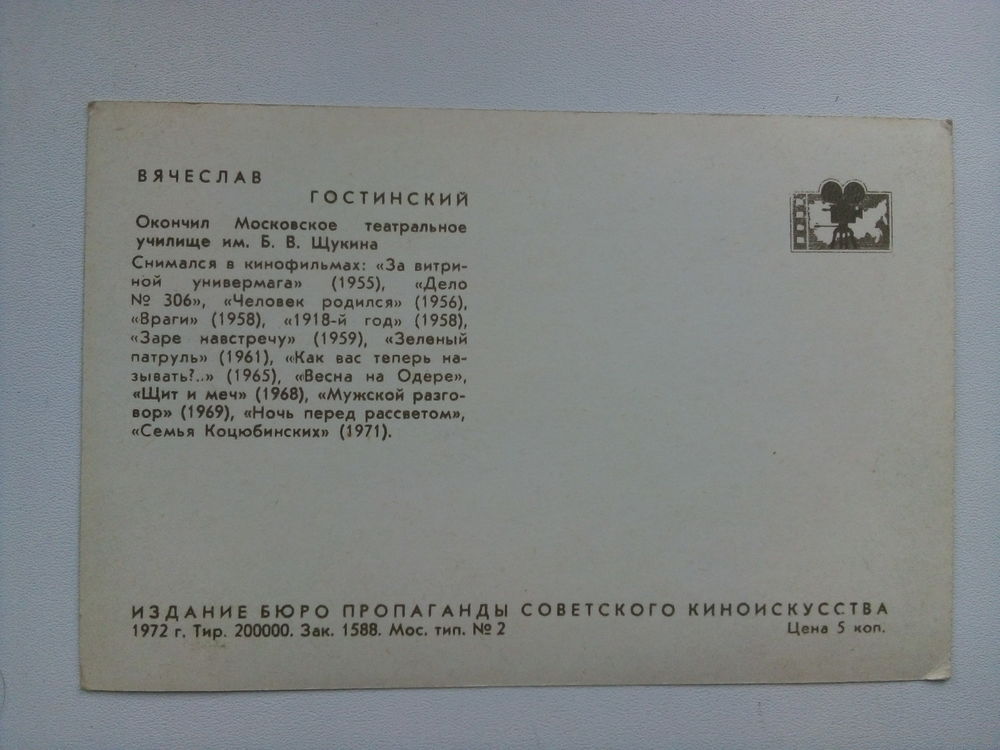 ВЯЧЕСЛАВ
ГОСТИНСКИЙ
Окончил Московское театральное
училище им. Б. В. Щукина
Снимался в кинофильмах: «За витри-
ной универмага» (1955), «Дело
№ 306», «Человек родился» (1956),
«Враги» (1958), «1918-й год» (1958),
«Заре навстречу» (1959), «Зеленый
патруль» (1961), «Как вас теперь на-
зывать?..» (1965), «Весна на Одере»,
«Щит и меч» (1968), «Мужской разго-
вор» (1969), «Ночь перед рассветом»,
«Семья Коцюбинских» (1971).
ИЗДАНИЕ БЮРО ПРОПАГАНДЫ СОВЕТСКОГО КИНОИСКУССТВА
1972 г. Тир. 200000. Зак. 1588. Мос. тип. № 2 Цена 5 коп.